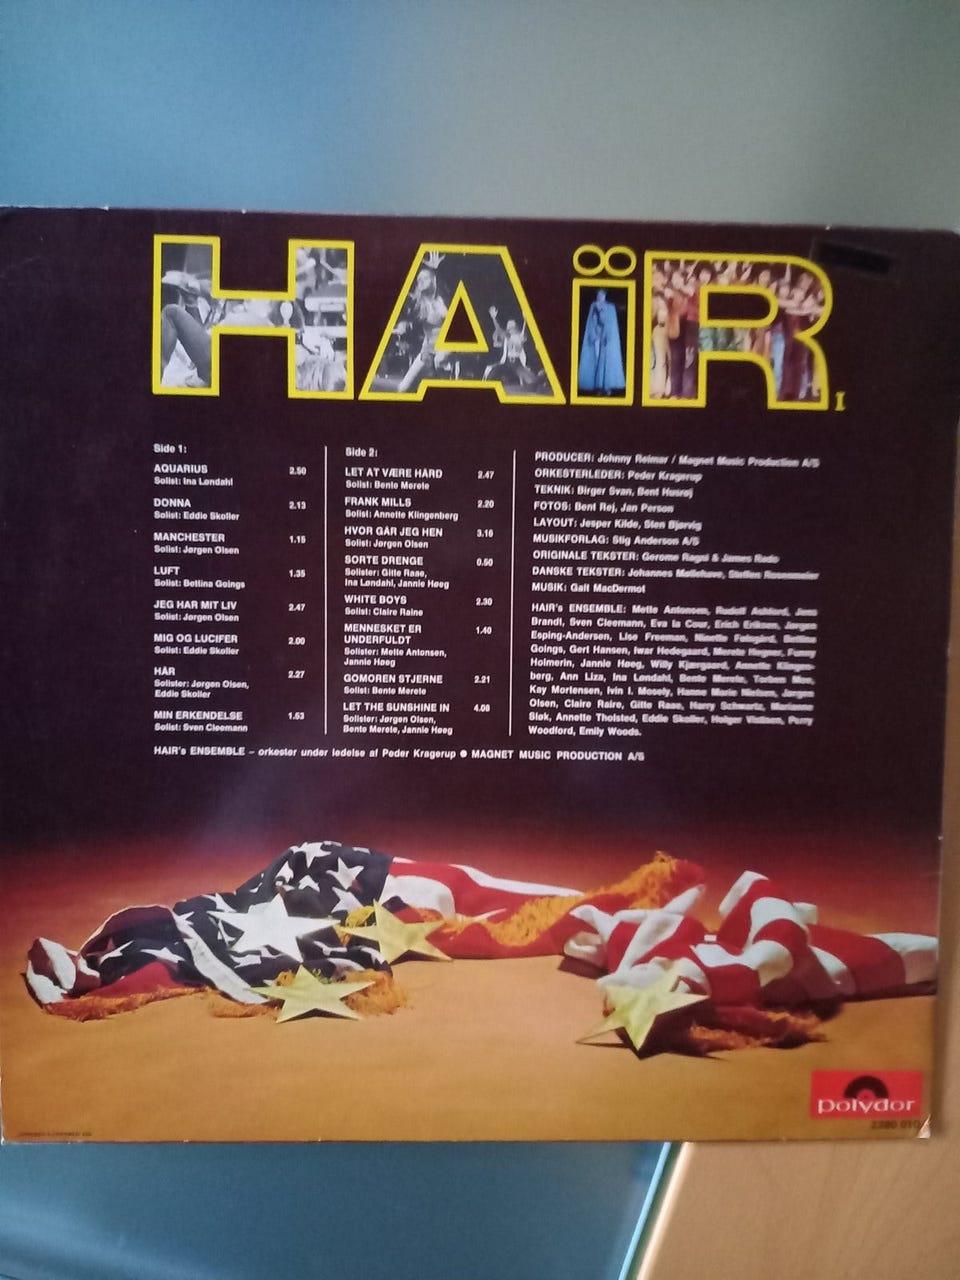 HAIR
I
Side 1:
AQUARIUS 2.50
Solist: Ina Løndahl
DONNA 2.13
Solist: Eddie Skoller
MANCHESTER 1.15
Solist: Jørgen Olsen
LUFT 1.35
Solist: Bettina Goings
JEG HAR MIT LIV 2.47
Solist: Jørgen Olsen
MIG OG LUCIFER 2.00
Solist: Eddie Skoller
HÅR 2.27
Solister: Jørgen Olsen,
Eddie Skoller
MIN ERKENDELSE 1.53
Solist: Sven Cleemann
Side 2:
LET AT VÆRE HÅRD 2.47
Solist: Bente Merete
FRANK MILLS 2.20
Solist: Annette Klingenberg
HVOR GÅR JEG HEN 3.16
Solist: Jørgen Olsen
SORTE DRENGE 0.50
Solister: Gitte Raae,
Ina Løndahl, Jannie Høeg
WHITE BOYS 2.30
Solist: Claire Raine
MENNESKET ER
UNDERFULDT 1.40
Solister: Mette Antonsen,
Jannie Høeg
GOMOREN STJERNE 2.21
Solist: Bente Merete
LET THE SUNSHINE IN 4.08
Solister: Jørgen Olsen,
Bente Merete, Jannie Høeg
PRODUCER: Johnny Reimar / Magnet Music Production A/S
ORKESTERLEDER: Peder Kragerup
TEKNIK: Birger Svan, Bent Husrøj
FOTOS: Bent Rej, Jan Person
LAYOUT: Jesper Kilde, Sten Bjørvig
MUSIKFORLAG: Stig Anderson A/S
ORIGINALE TEKSTER: Gerome Ragni & James Rado
DANSKE TEKSTER: Johannes Møllehave, Steffen Rosenmeier
MUSIK: Galt MacDermot
HAIR's ENSEMBLE: Mette Antonsen, Rudolf Ashford, Jens
Brandt, Sven Cleemann, Eva la Cour, Erich Eriksen, Jørgen
Esping-Andersen, Lise Freeman, Ninette Følsgård, Bettina
Goings, Gert Hansen, Iwar Hedegaard, Merete Hegner, Funny
Holmerin, Jannie Høeg, Willy Kjærgaard, Annette Klingen-
berg, Ann Liza, Ina Løndahl, Bente Merete, Torben Moe,
Kay Mortensen, Ivin I. Mosely, Hanne Marie Nielsen, Jørgen
Olsen, Claire Raire, Gitte Raae, Harry Schwartz, Marianne
Sløk, Annette Tholsted, Eddie Skoller, Holger Vistisen, Perry
Woodford, Emily Woods.
HAIR's ENSEMBLE – orkester under ledelse af Peder Kragerup ● MAGNET MUSIC PRODUCTION A/S
polydor
2380 010